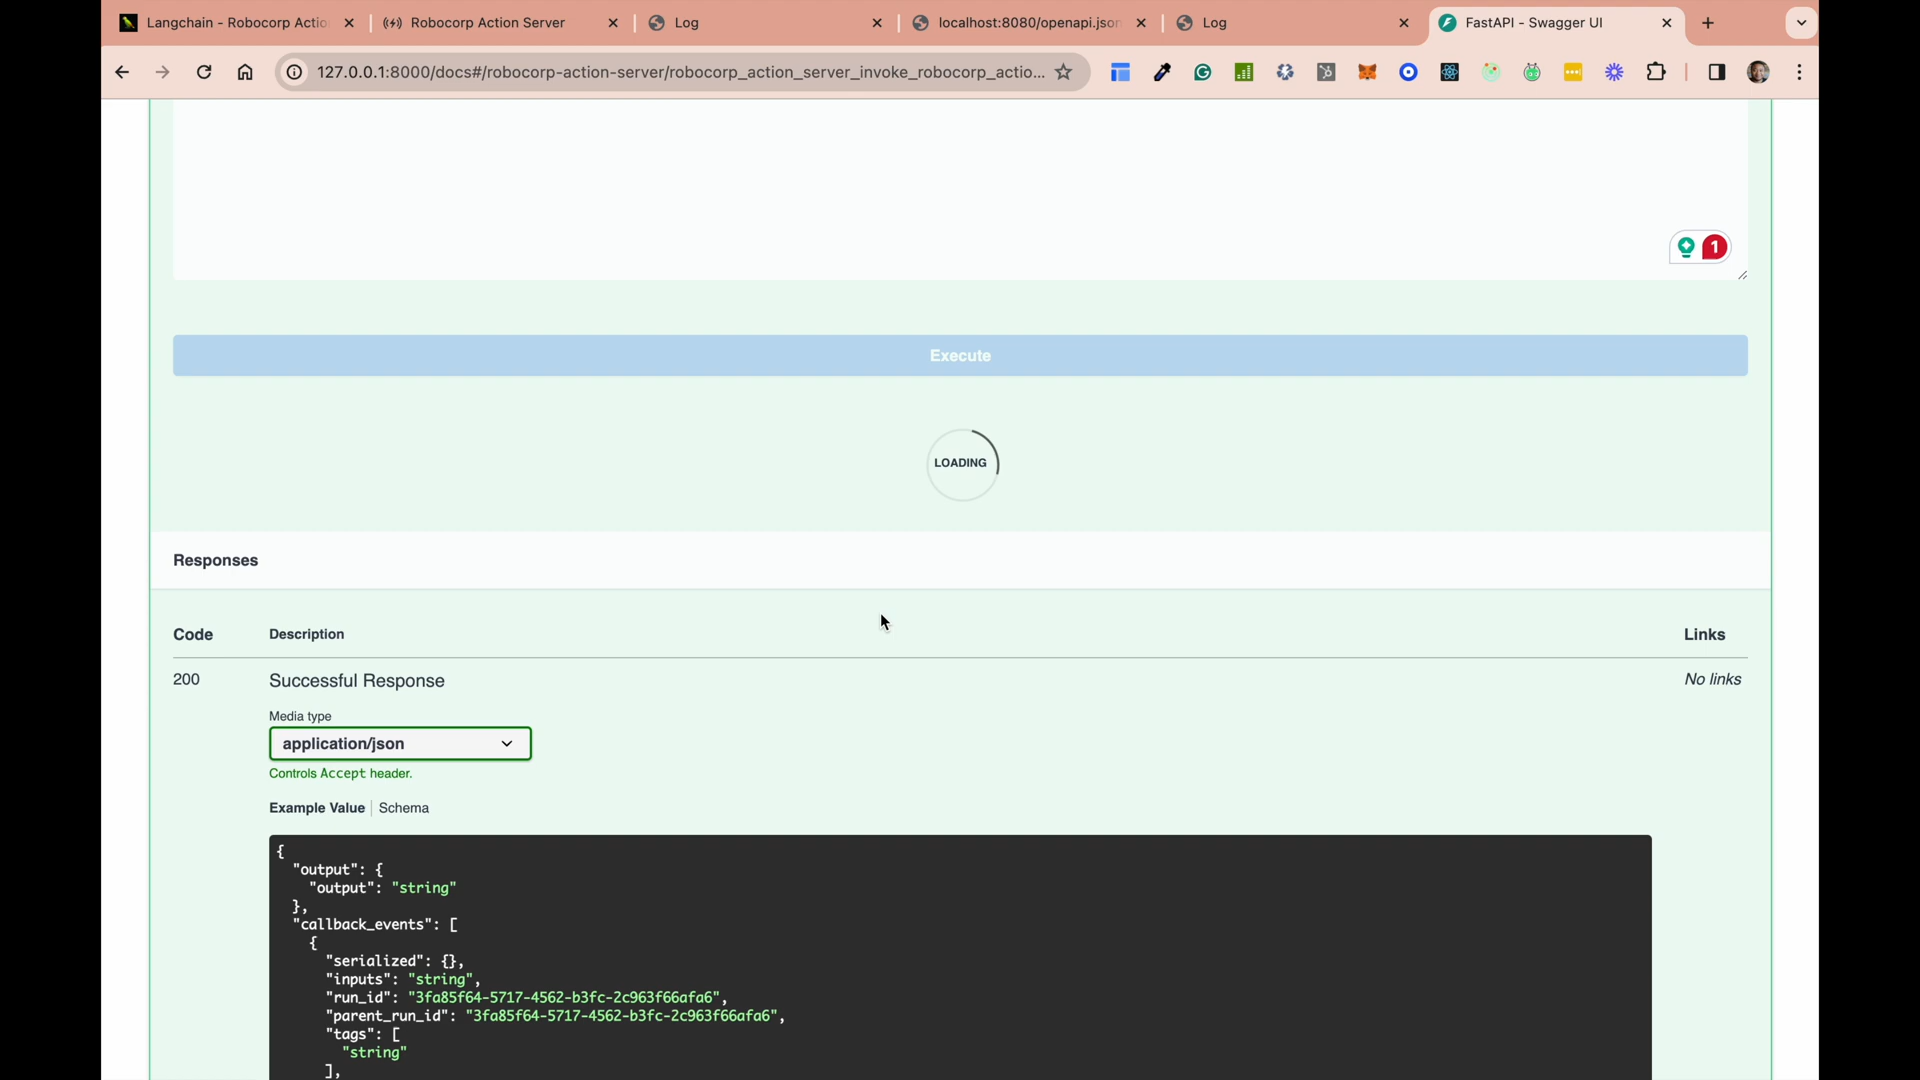 Langchain - Robocorp Actio
Robocorp Action Server
Log
localhost:8080/openapi.json
Log
FastAPI - Swagger UI
127.0.0.1:8000/docs#/robocorp-action-server/robocorp_action_server_invoke_robocorp_actio...
1
Execute
LOADING
Responses
Code Description Links
200 Successful Response No links
Media type
application/json
Controls Accept header.
Example Value | Schema
{
"output": {
"output": "string"
},
"callback_events": [
{
"serialized": {},
"inputs": "string",
"run_id": "3fa85f64-5717-4562-b3fc-2c963f66afa6",
"parent_run_id": "3fa85f64-5717-4562-b3fc-2c963f66afa6",
"tags": [
"string"
],